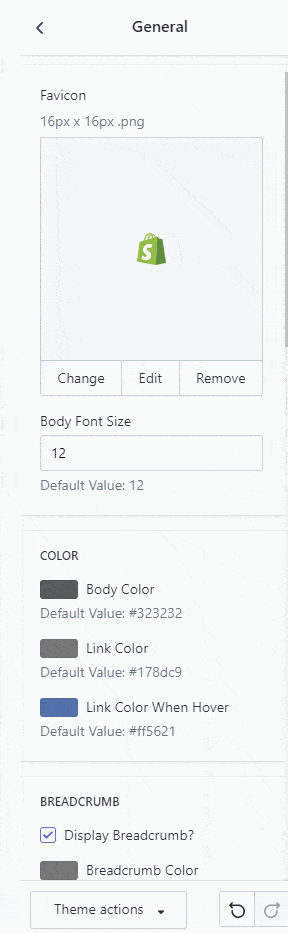 General
Favicon
16px x 16px .png
Change Edit Remove
Body Font Size
12
Default Value: 12
COLOR
Body Color
Default Value: #323232
Link Color
Default Value: #178dc9
Link Color When Hover
Default Value: #ff5621
BREADCRUMB
Display Breadcrumb?
Breadcrumb Color
Theme actions